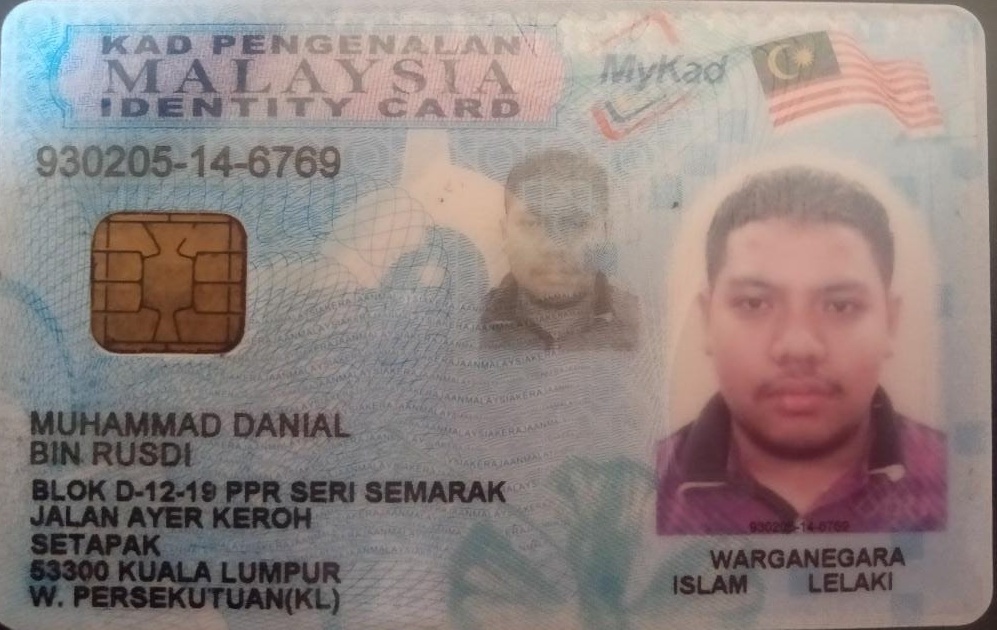 KAD PENGENALAN
MALAYSIA
IDENTITY CARD
MyKad
930205-14-6769
MUHAMMAD DANIAL
BIN RUSDI
BLOK D-12-19 PPR SERI SEMARAK
JALAN AYER KEROH
SETAPAK
53300 KUALA LUMPUR
W. PERSEKUTUAN(KL)
930205-14-6769
WARGANEGARA
ISLAM LELAKI